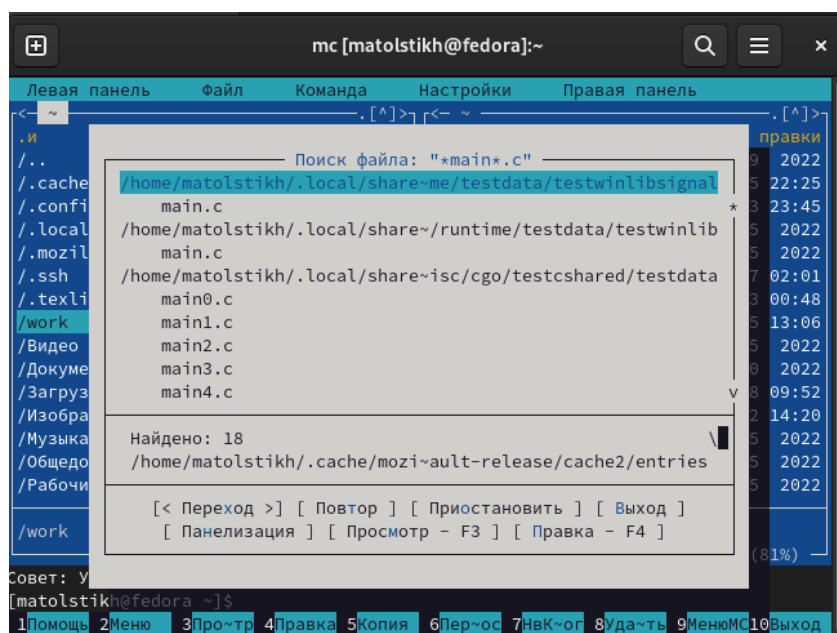 mc [matolstikh@fedora]:~
Левая панель Файл Команда Настройки Правая панель
<— ~ .[^]> <— ~ .[^]>
.и правки
/.. 9 2022
/.cache 5 22:25
/.confi 3 23:45
/.local 5 2022
/.mozil 5 2022
/.ssh 7 02:01
/.texli 3 00:48
/work 5 13:06
/Видео 5 2022
/Докуме 0 2022
/Загруз 8 09:52
/Изобра 2 14:20
/Музыка 5 2022
/Общедо 5 2022
/Рабочи 5 2022
/work
(81%)
Поиск файла: "*main*.c"
/home/matolstikh/.local/share~me/testdata/testwinlibsignal
main.c
/home/matolstikh/.local/share~/runtime/testdata/testwinlib
main.c
/home/matolstikh/.local/share~isc/cgo/testcshared/testdata
main0.c
main1.c
main2.c
main3.c
main4.c
Найдено: 18 \
/home/matolstikh/.cache/mozi~ault-release/cache2/entries
[< Переход >] [ Повтор ] [ Приостановить ] [ Выход ]
[ Панелизация ] [ Просмотр - F3 ] [ Правка - F4 ]
Совет: У
[matolstikh@fedora ~]$
1Помощь 2Меню 3Про~тр 4Правка 5Копия 6Пер~ос 7НвК~ог 8Уда~ть 9МенюMC 10Выход